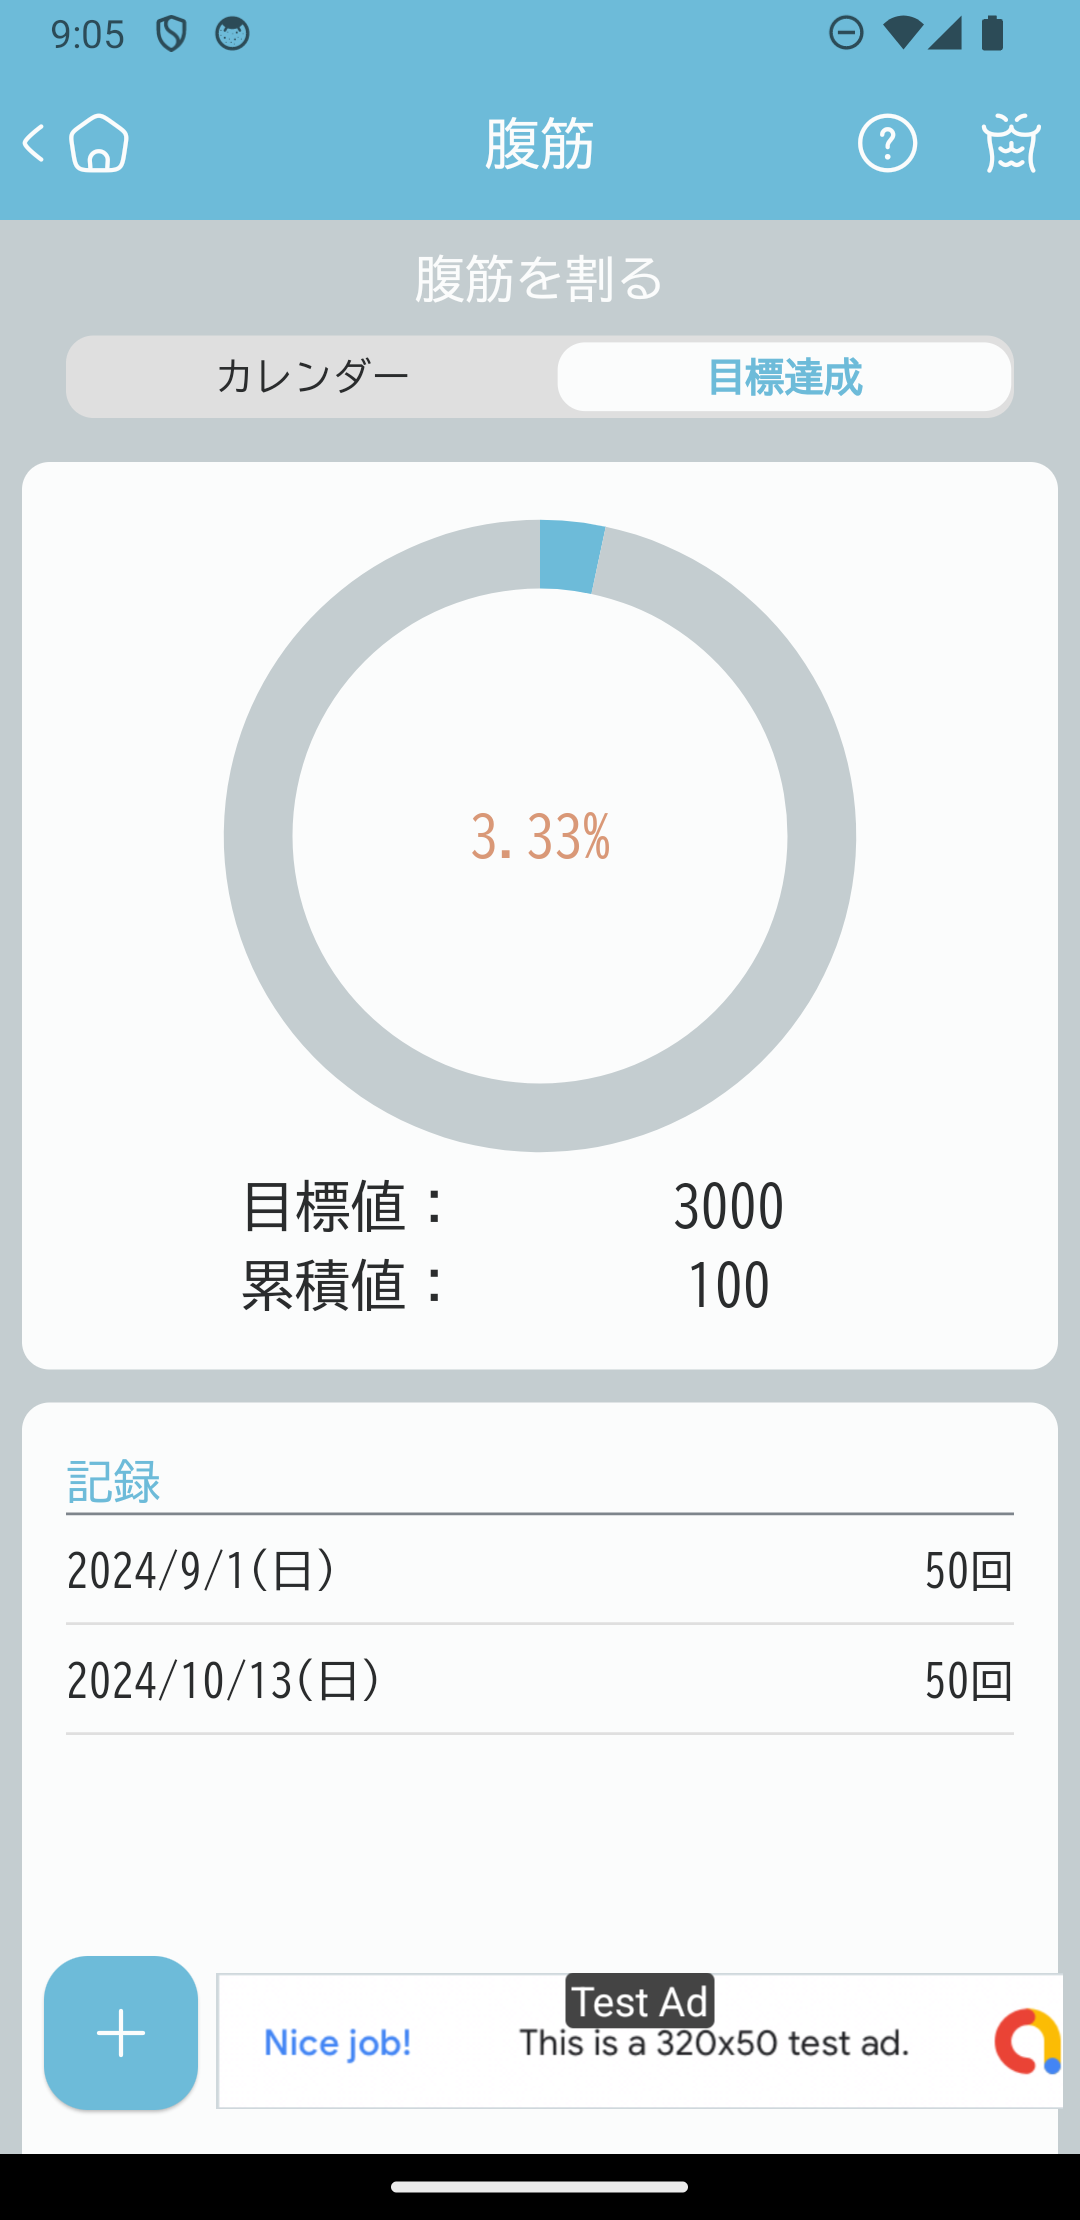 9:05
腹筋
腹筋を割る
カレンダー 目標達成
3.33%
目標値： 3000
累積値： 100
記録
2024/9/1(日) 50回
2024/10/13(日) 50回
Test Ad
Nice job! This is a 320x50 test ad.